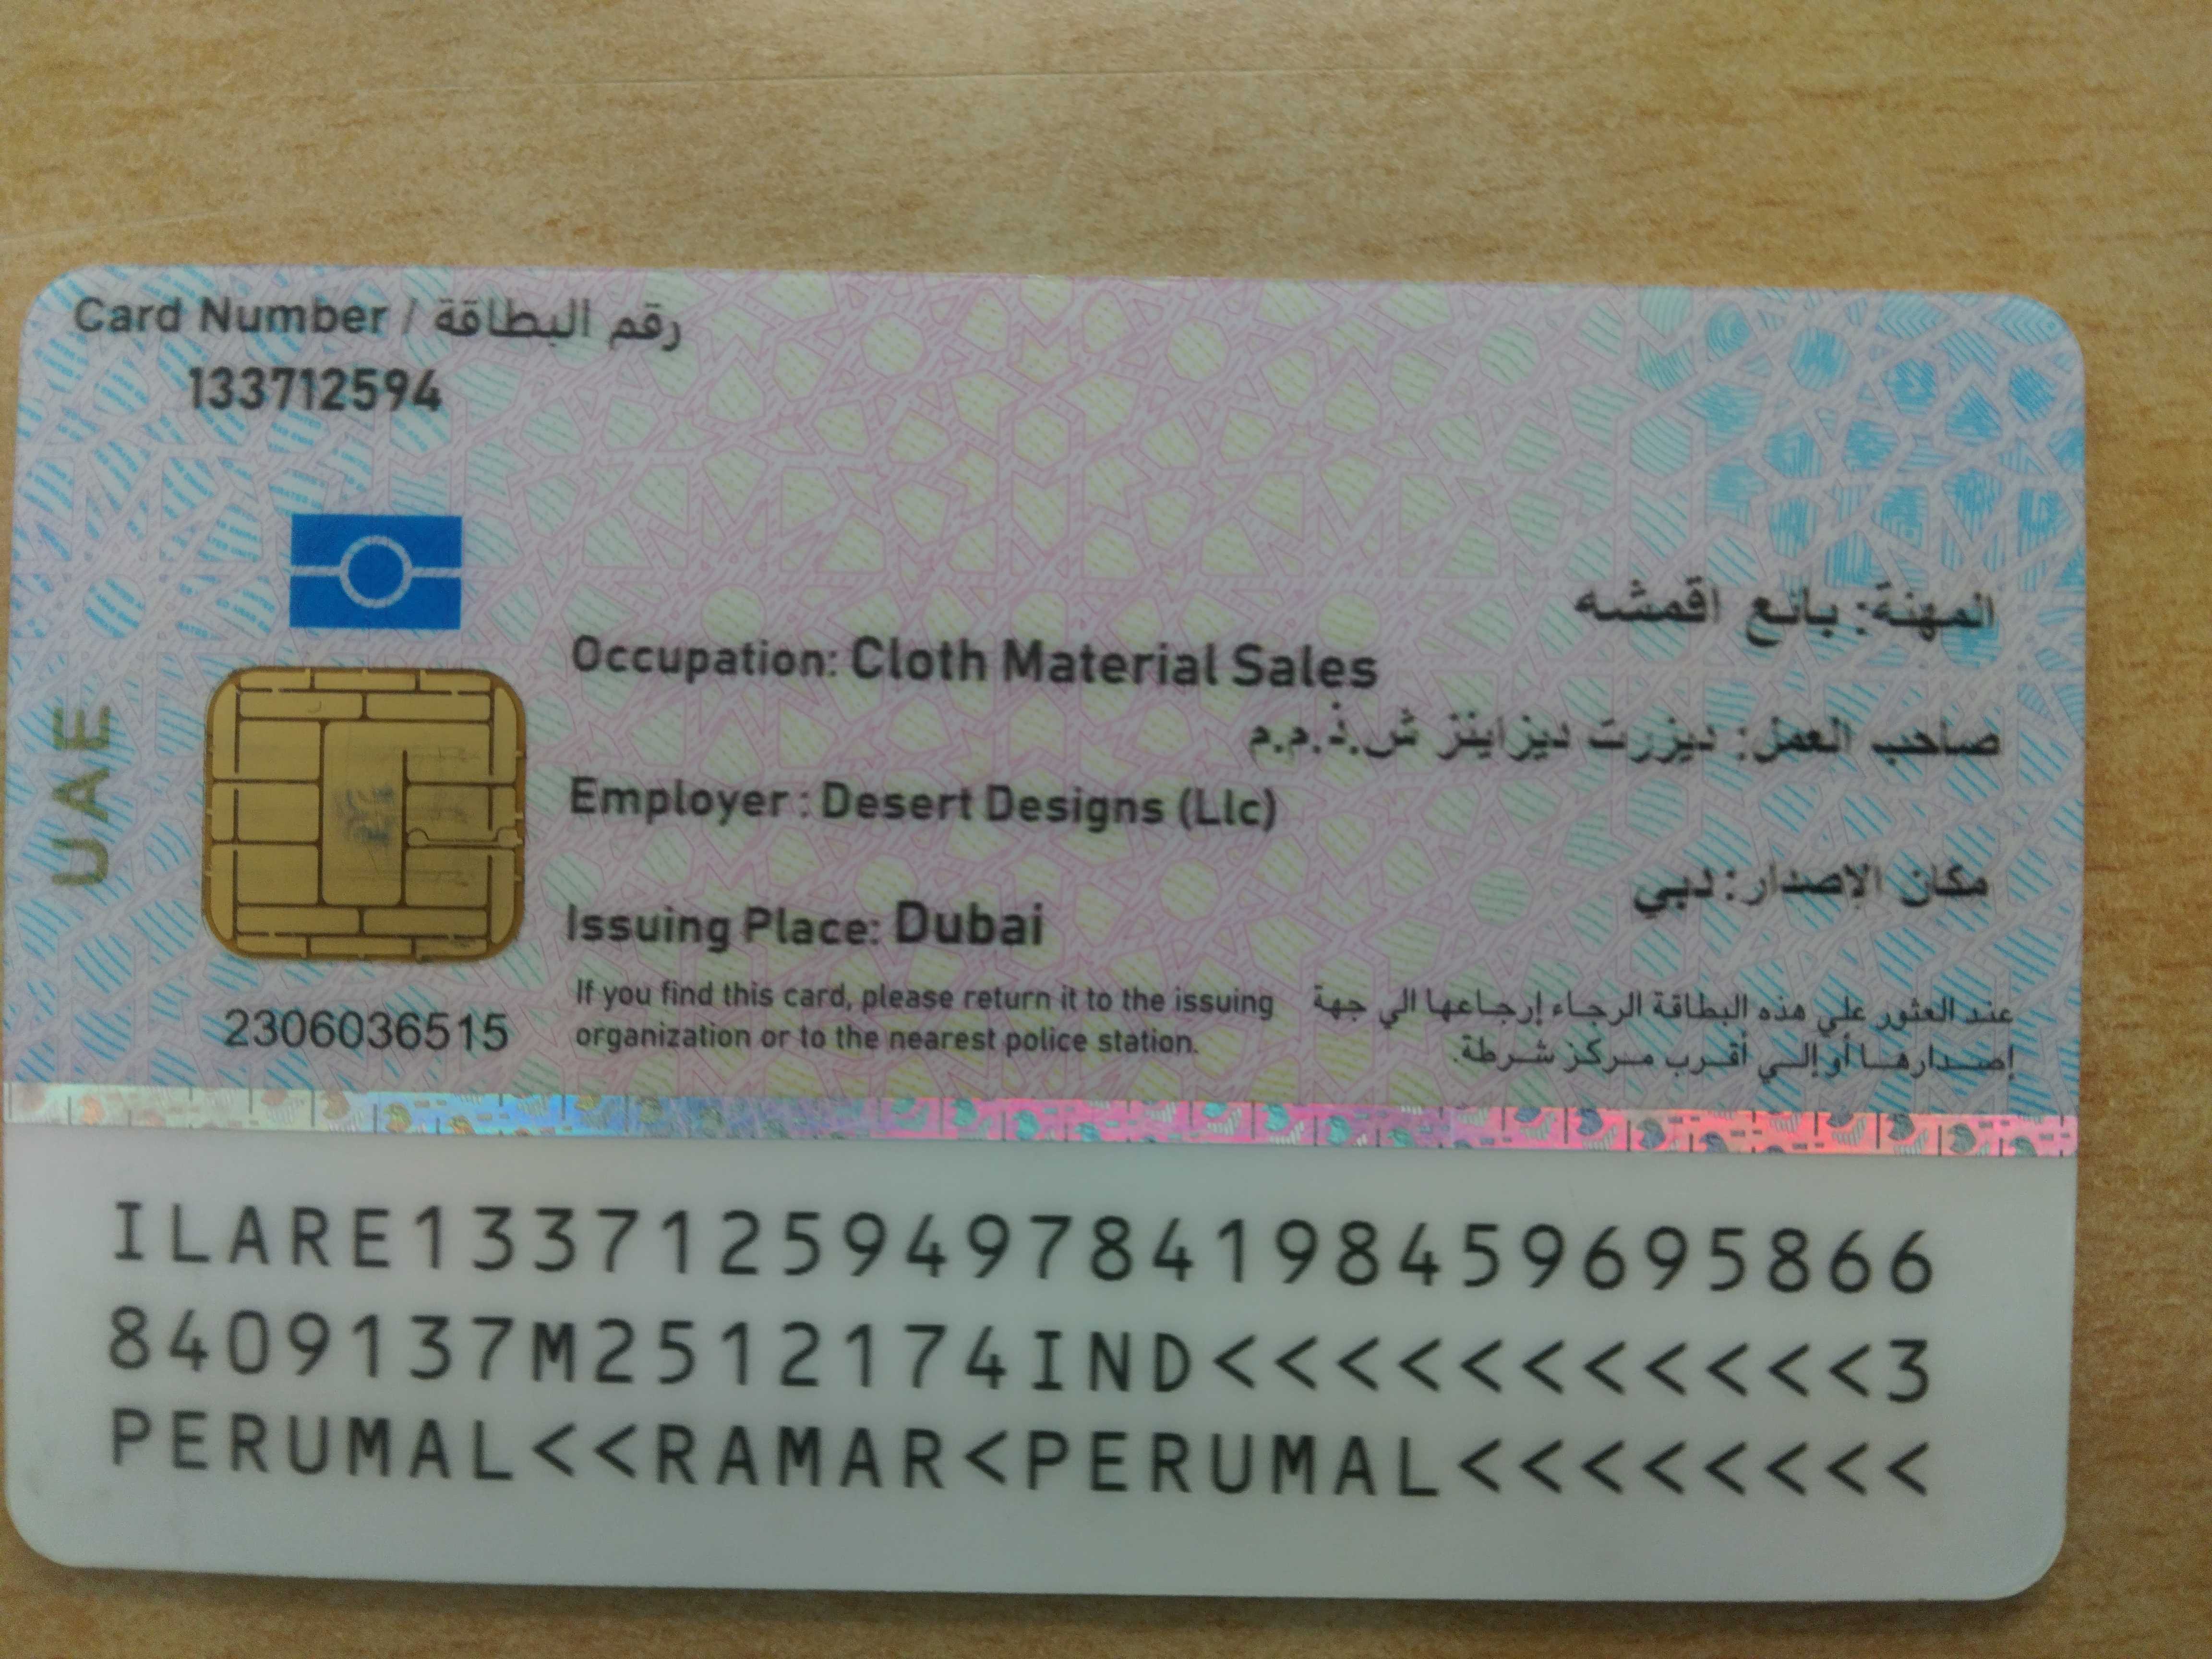 Card Number / رقم البطاقة
133712594
المهنة: بائع اقمشه
Occupation: Cloth Material Sales
صاحب العمل: ديزرت ديزاينز ش.ذ.م.م
Employer : Desert Designs (Llc)
مكان الإصدار: دبي
Issuing Place: Dubai
UAE
2306036515
If you find this card, please return it to the issuing
organization or to the nearest police station.
عند العثور علي هذه البطاقة الرجاء إرجاعها الي جهة
إصدارها أو إلي أقرب مركز شرطة.
ILARE1337125949784198459695866
8409137M2512174IND<<<<<<<<<<<3
PERUMAL<<RAMAR<PERUMAL<<<<<<<<